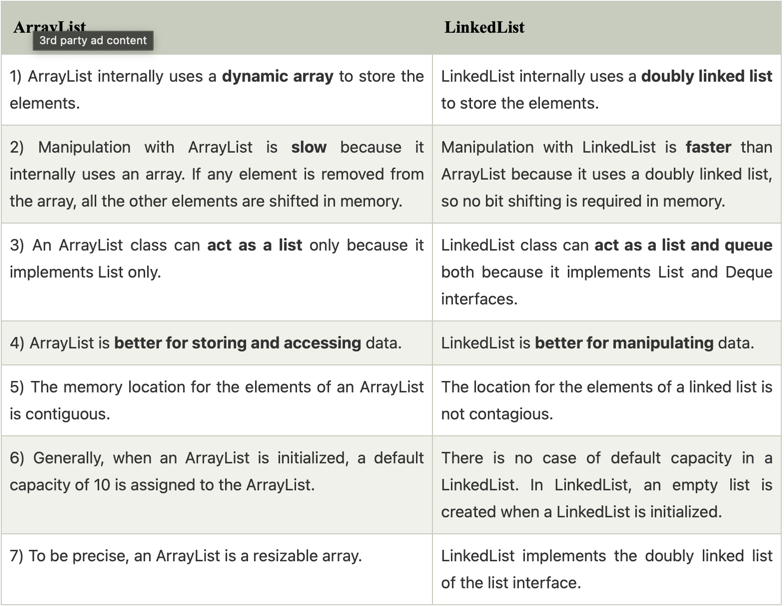 ArrayList
LinkedList
3rd party ad content
1) ArrayList internally uses a dynamic array to store the
elements.
LinkedList internally uses a doubly linked list
to store the elements.
2) Manipulation with ArrayList is slow because it
internally uses an array. If any element is removed from
the array, all the other elements are shifted in memory.
Manipulation with LinkedList is faster than
ArrayList because it uses a doubly linked list,
so no bit shifting is required in memory.
3) An ArrayList class can act as a list only because it
implements List only.
LinkedList class can act as a list and queue
both because it implements List and Deque
interfaces.
4) ArrayList is better for storing and accessing data.
LinkedList is better for manipulating data.
5) The memory location for the elements of an ArrayList
is contiguous.
The location for the elements of a linked list is
not contagious.
6) Generally, when an ArrayList is initialized, a default
capacity of 10 is assigned to the ArrayList.
There is no case of default capacity in a
LinkedList. In LinkedList, an empty list is
created when a LinkedList is initialized.
7) To be precise, an ArrayList is a resizable array.
LinkedList implements the doubly linked list
of the list interface.